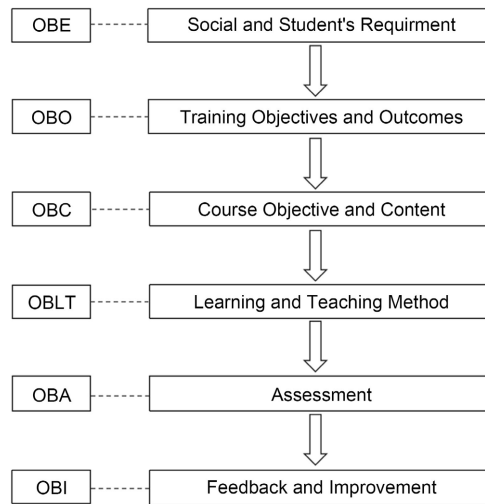 OBE
Social and Student's Requirment
OBO
Training Objectives and Outcomes
OBC
Course Objective and Content
OBLT
Learning and Teaching Method
OBA
Assessment
OBI
Feedback and Improvement